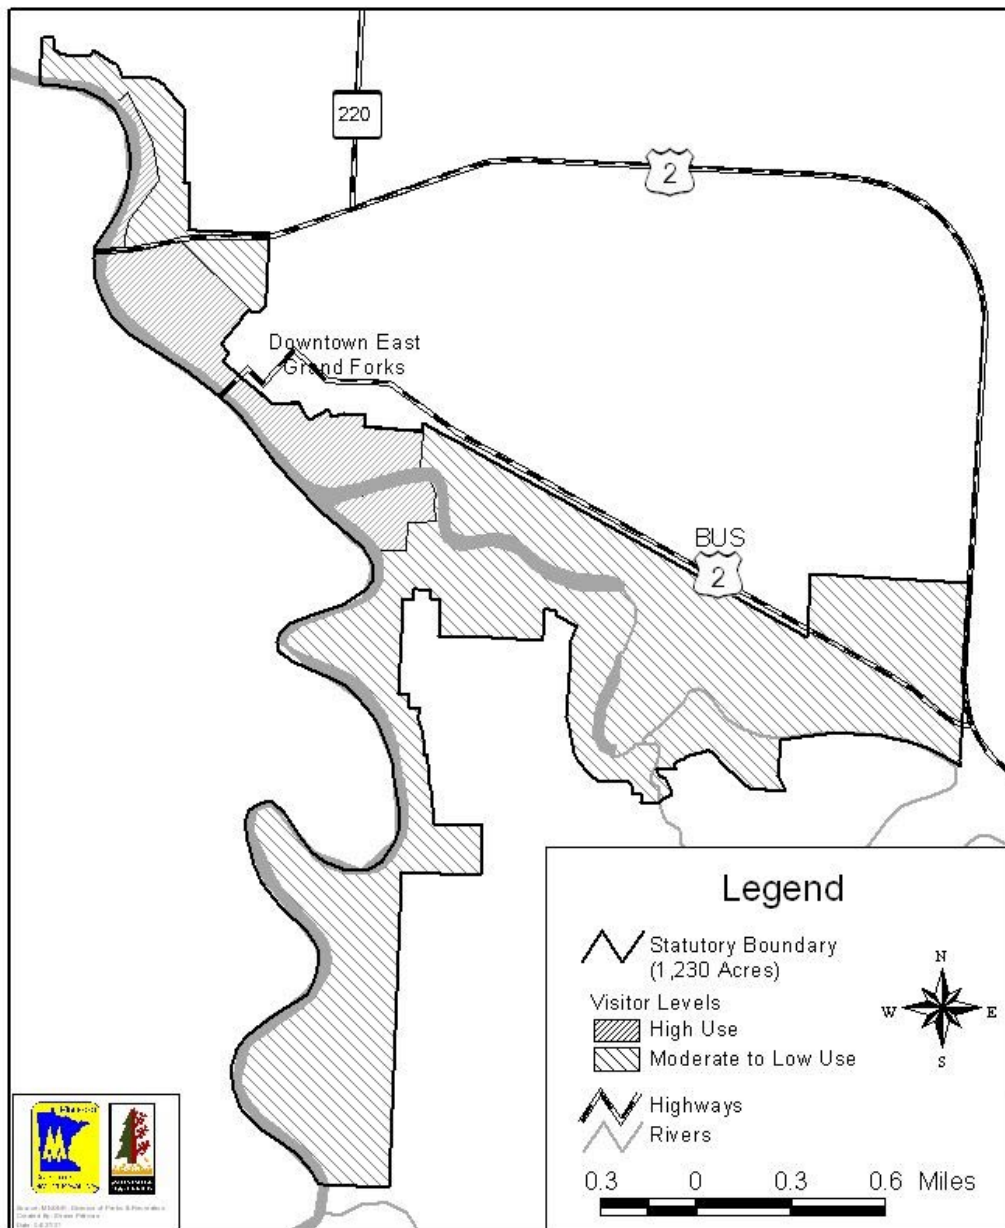 220
2
Downtown East
Grand Forks
BUS
2
Legend
Statutory Boundary
(1,230 Acres)
Visitor Levels
High Use
Moderate to Low Use
Highways
Rivers
N
W E
S
0.3 0 0.3 0.6 Miles